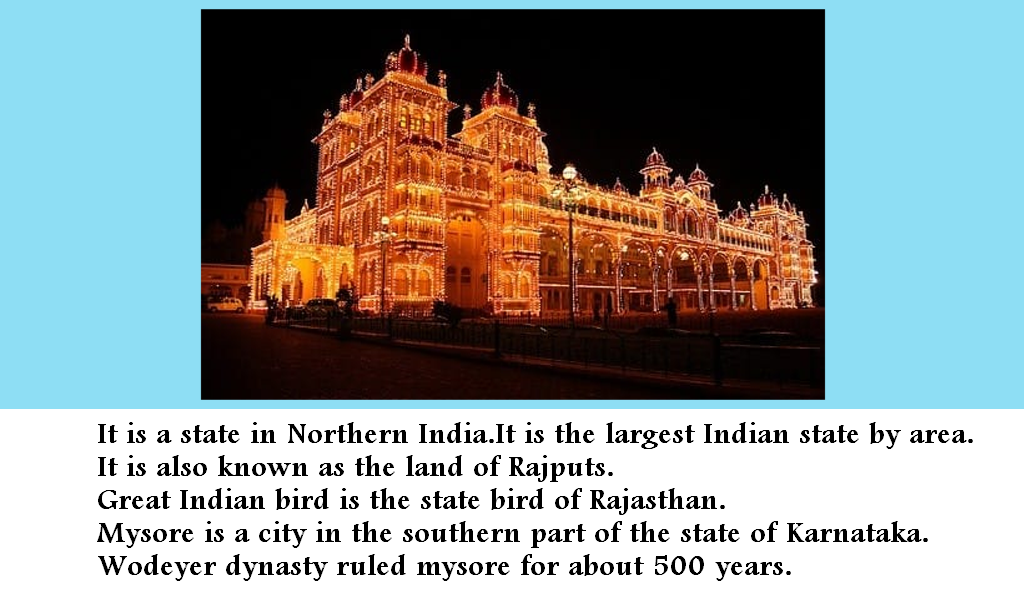 It is a state in Northern India.It is the largest Indian state by area.
It is also known as the land of Rajputs.
Great Indian bird is the state bird of Rajasthan.
Mysore is a city in the southern part of the state of Karnataka.
Wodeyer dynasty ruled mysore for about 500 years.